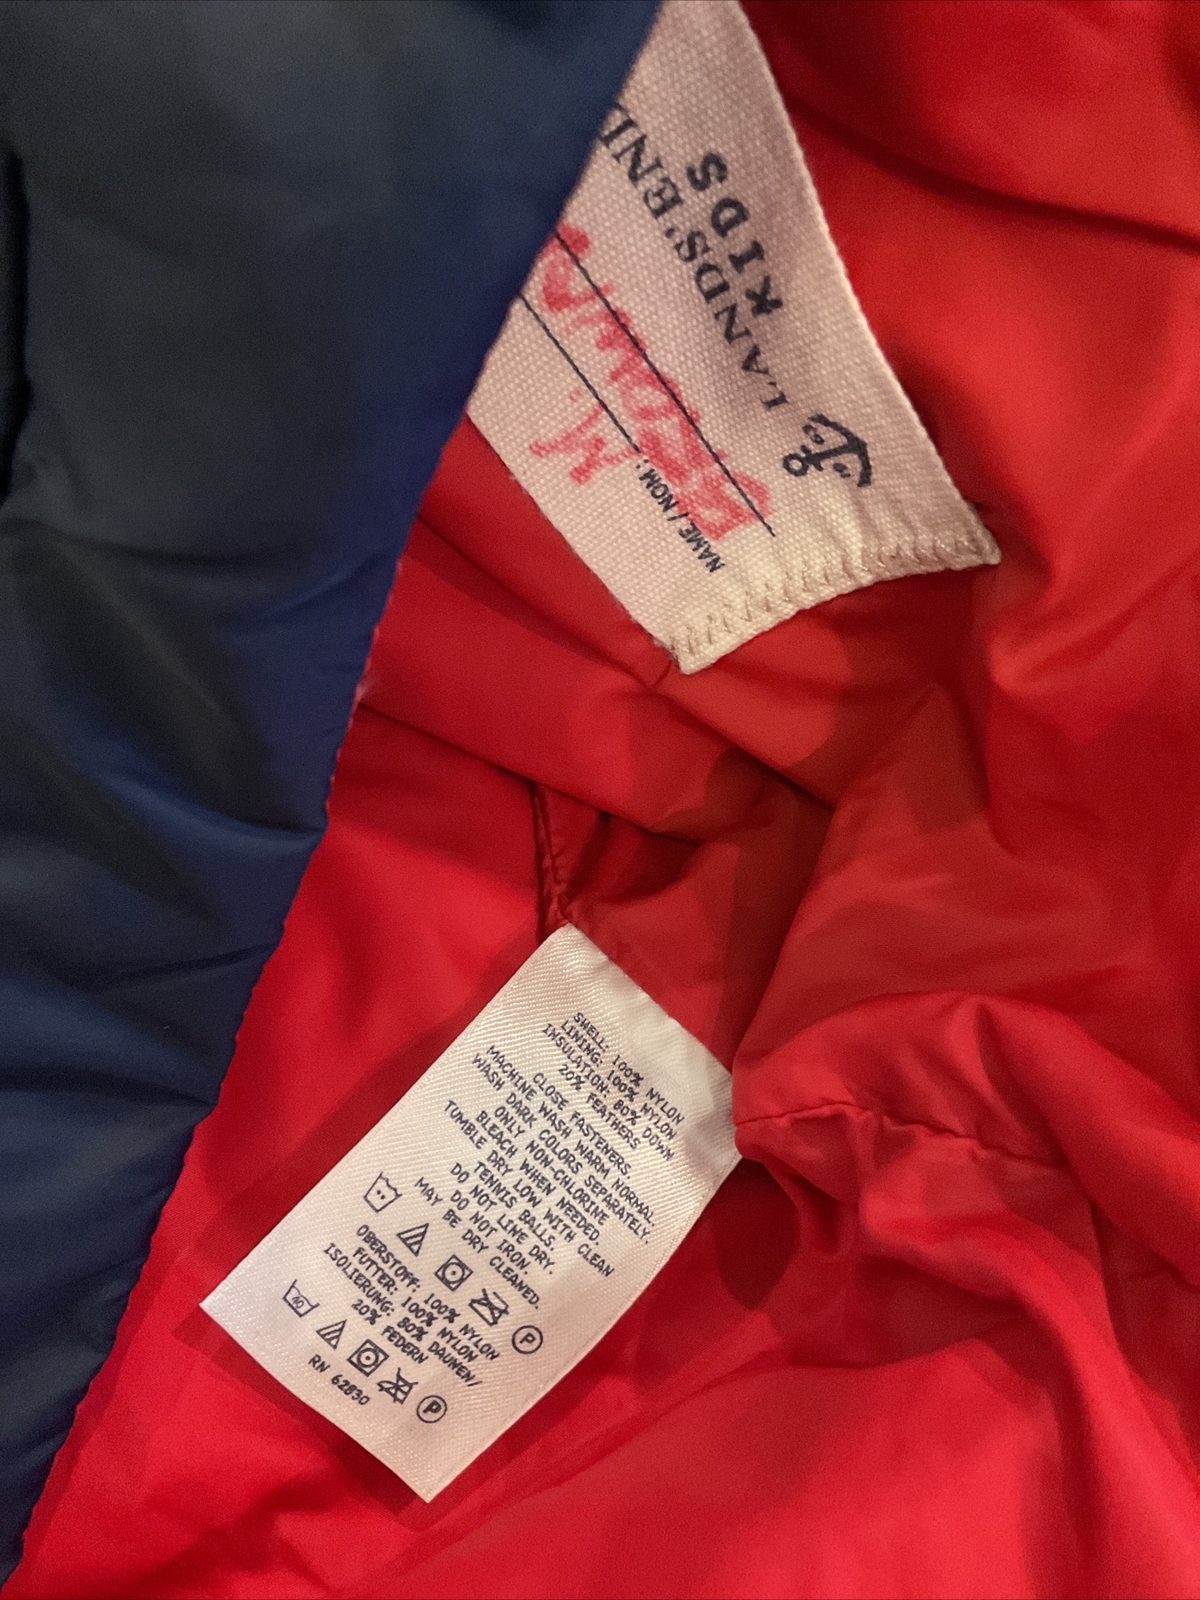 LANDS' END
KIDS
NAME/NOM:
M.
SHELL: 100% NYLON
LINING: 100% NYLON
INSULATION: 80% DOWN
20% FEATHERS
CLOSE FASTENERS
MACHINE WASH WARM NORMAL.
WASH DARK COLORS SEPARATELY.
ONLY NON-CHLORINE
BLEACH WHEN NEEDED.
TUMBLE DRY LOW WITH CLEAN
TENNIS BALLS.
DO NOT LINE DRY.
DO NOT IRON.
MAY BE DRY CLEANED.
P
OBERSTOFF: 100% NYLON
FUTTER: 100% NYLON
ISOLIERUNG: 80% DAUNEN/
20% FEDERN
40
P
RN 62830